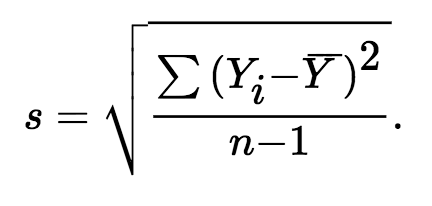 s = √(∑(Yᵢ − Y̅)² / (n−1)).